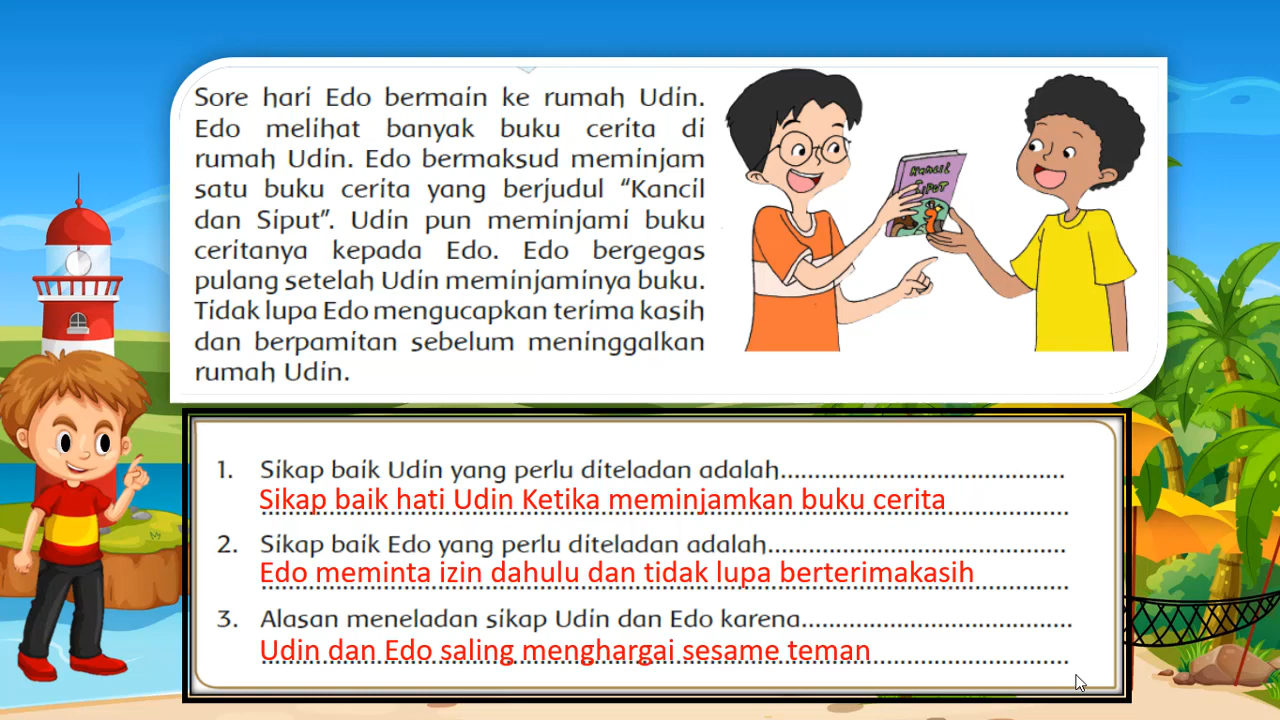 Sore hari Edo bermain ke rumah Udin.
Edo melihat banyak buku cerita di
rumah Udin. Edo bermaksud meminjam
satu buku cerita yang berjudul “Kancil
dan Siput”. Udin pun meminjami buku
ceritanya kepada Edo. Edo bergegas
pulang setelah Udin meminjaminya buku.
Tidak lupa Edo mengucapkan terima kasih
dan berpamitan sebelum meninggalkan
rumah Udin.
Kancil
Siput
1. Sikap baik Udin yang perlu diteladan adalah..........................................
Sikap baik hati Udin Ketika meminjamkan buku cerita
2. Sikap baik Edo yang perlu diteladan adalah............................................
Edo meminta izin dahulu dan tidak lupa berterimakasih
3. Alasan meneladan sikap Udin dan Edo karena........................................
Udin dan Edo saling menghargai sesame teman